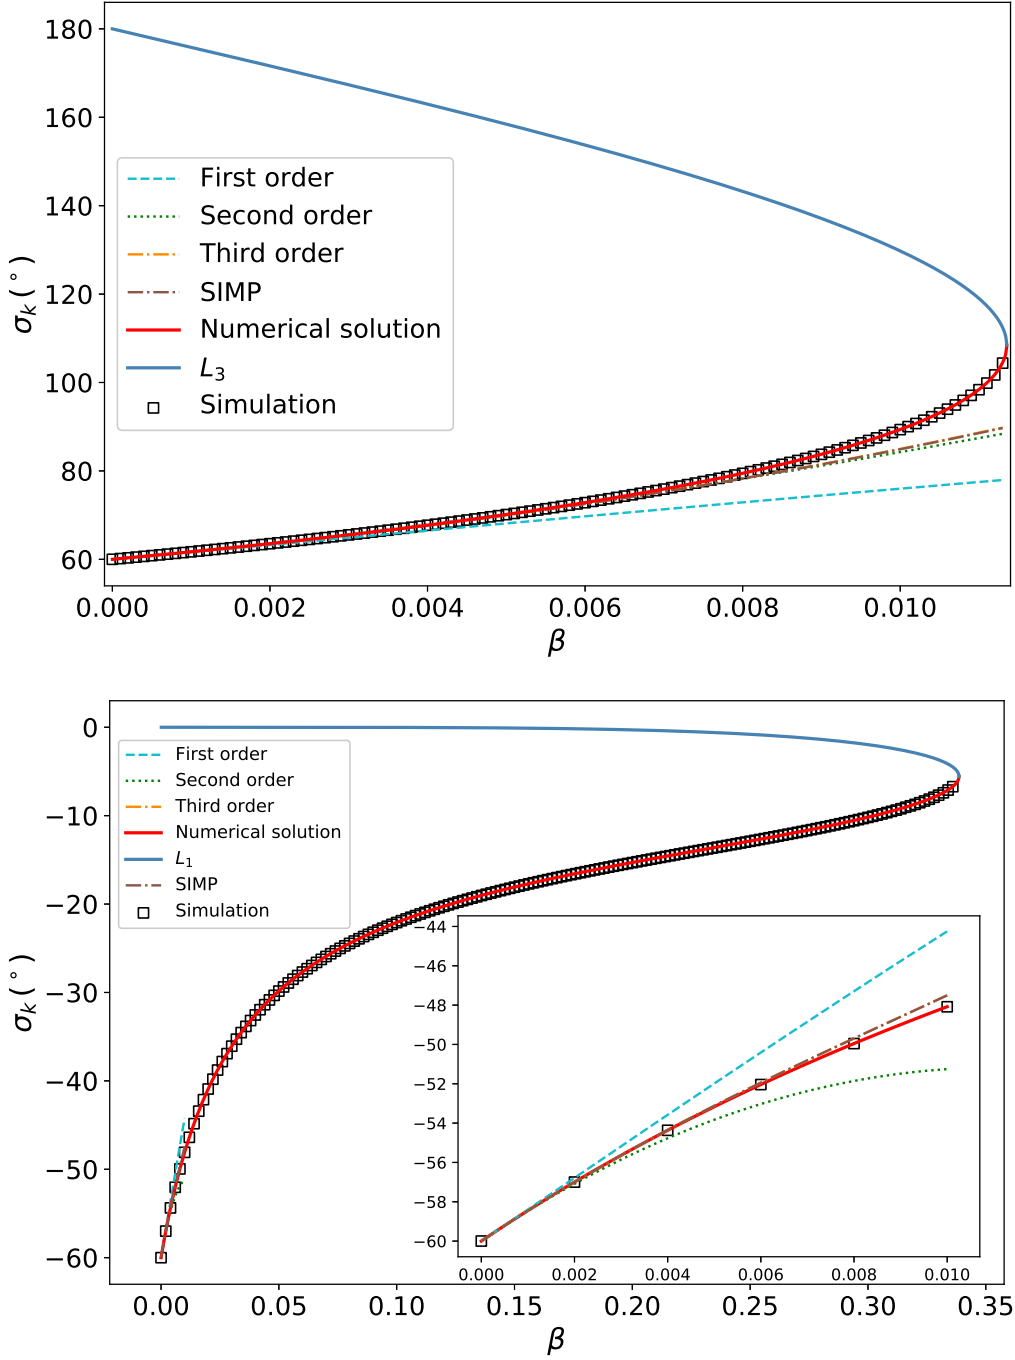 180
160
140
120
100
80
60
σk (°)
First order
Second order
Third order
SIMP
Numerical solution
L3
Simulation
0.000 0.002 0.004 0.006 0.008 0.010
β
0
−10
−20
−30
−40
−50
−60
σk (°)
First order
Second order
Third order
Numerical solution
L1
SIMP
Simulation
−44
−46
−48
−50
−52
−54
−56
−58
−60
0.000 0.002 0.004 0.006 0.008 0.010
0.00 0.05 0.10 0.15 0.20 0.25 0.30 0.35
β